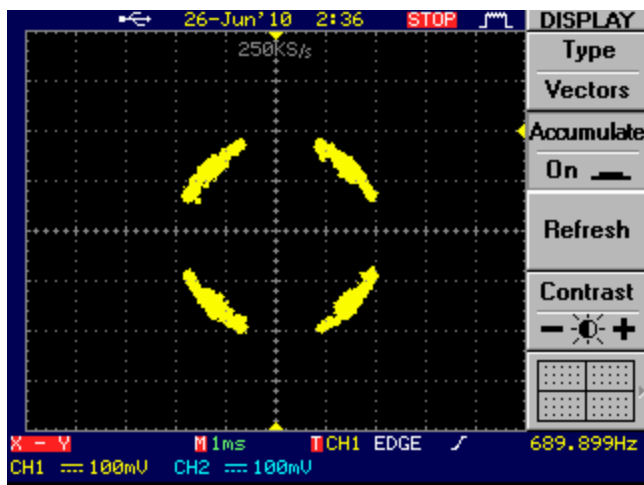 26-Jun'10 2:36 STOP
DISPLAY
250KS/s
Type
Vectors
Accumulate
On
Refresh
Contrast
- +
X - Y M 1ms T CH1 EDGE 689.899Hz
CH1 100mV CH2 100mV